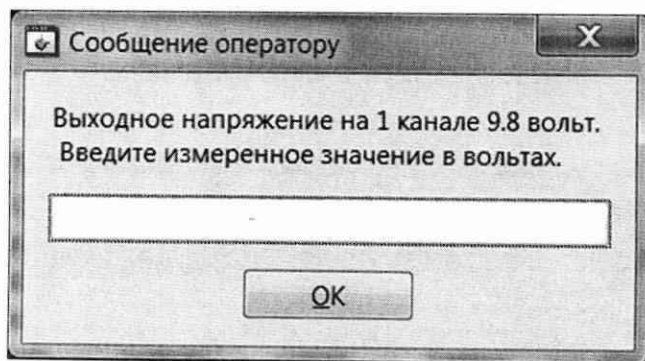 Сообщение оператору
Выходное напряжение на 1 канале 9.8 вольт.
Введите измеренное значение в вольтах.
OK